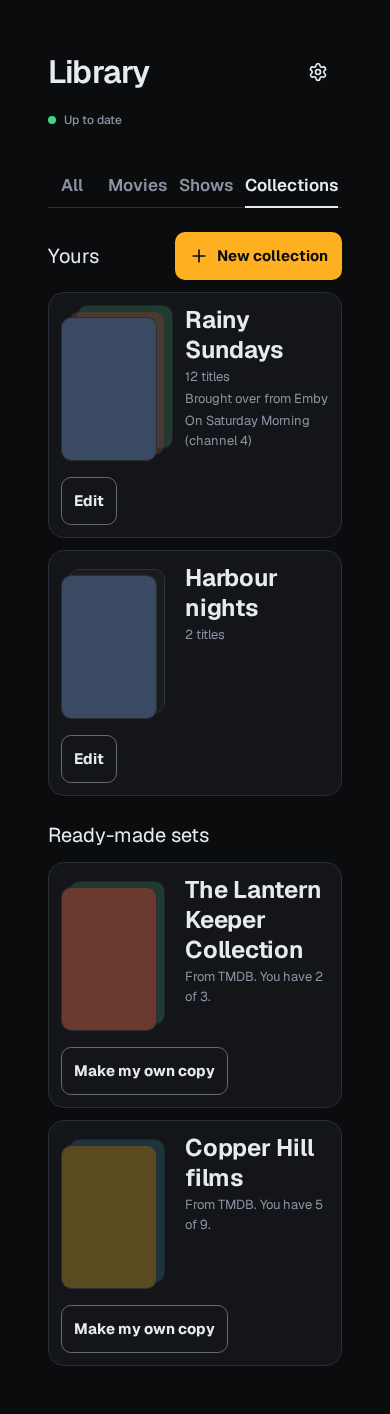 Library
Up to date
All Movies Shows Collections
Yours
New collection
Rainy
Sundays
12 titles
Brought over from Emby
On Saturday Morning
(channel 4)
Edit
Harbour
nights
2 titles
Edit
Ready-made sets
The Lantern
Keeper
Collection
From TMDB. You have 2
of 3.
Make my own copy
Copper Hill
films
From TMDB. You have 5
of 9.
Make my own copy